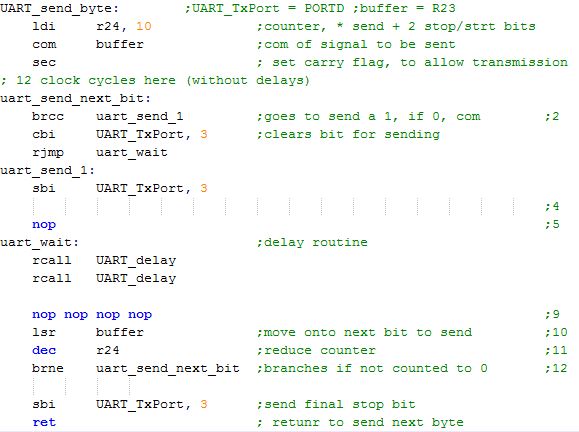 UART_send_byte: ;UART_TxPort = PORTD ;buffer = R23
ldi r24, 10 ;counter, * send + 2 stop/strt bits
com buffer ;com of signal to be sent
sec ; set carry flag, to allow transmission
; 12 clock cycles here (without delays)
uart_send_next_bit:
brcc uart_send_1 ;goes to send a 1, if 0, com ;2
cbi UART_TxPort, 3 ;clears bit for sending
rjmp uart_wait
uart_send_1:
sbi UART_TxPort, 3
;4
nop ;5
uart_wait: ;delay routine
rcall UART_delay
rcall UART_delay
nop nop nop nop ;9
lsr buffer ;move onto next bit to send ;10
dec r24 ;reduce counter ;11
brne uart_send_next_bit ;branches if not counted to 0 ;12
sbi UART_TxPort, 3 ;send final stop bit
ret ; retunr to send next byte